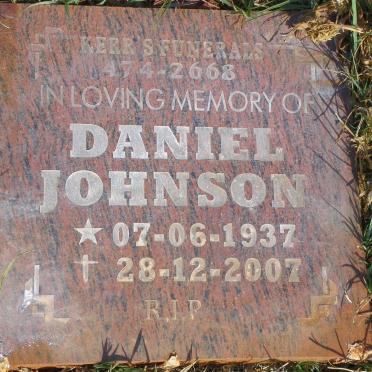 KERR'S FUNERALS
474-2668
IN LOVING MEMORY OF
DANIEL
JOHNSON
07-06-1937
28-12-2007
R.I.P